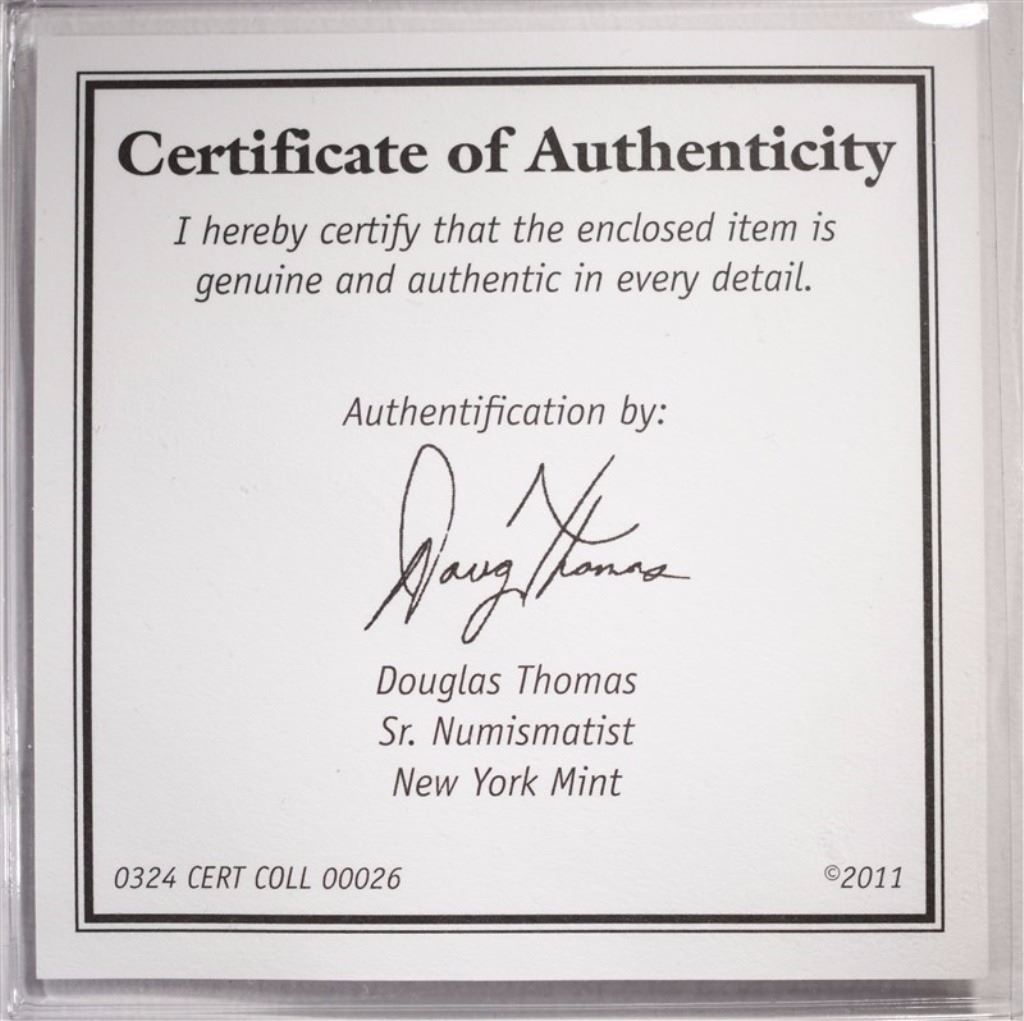 Certificate of Authenticity
I hereby certify that the enclosed item is
genuine and authentic in every detail.
Authentification by:
Doug Thomas
Douglas Thomas
Sr. Numismatist
New York Mint
0324 CERT COLL 00026
©2011